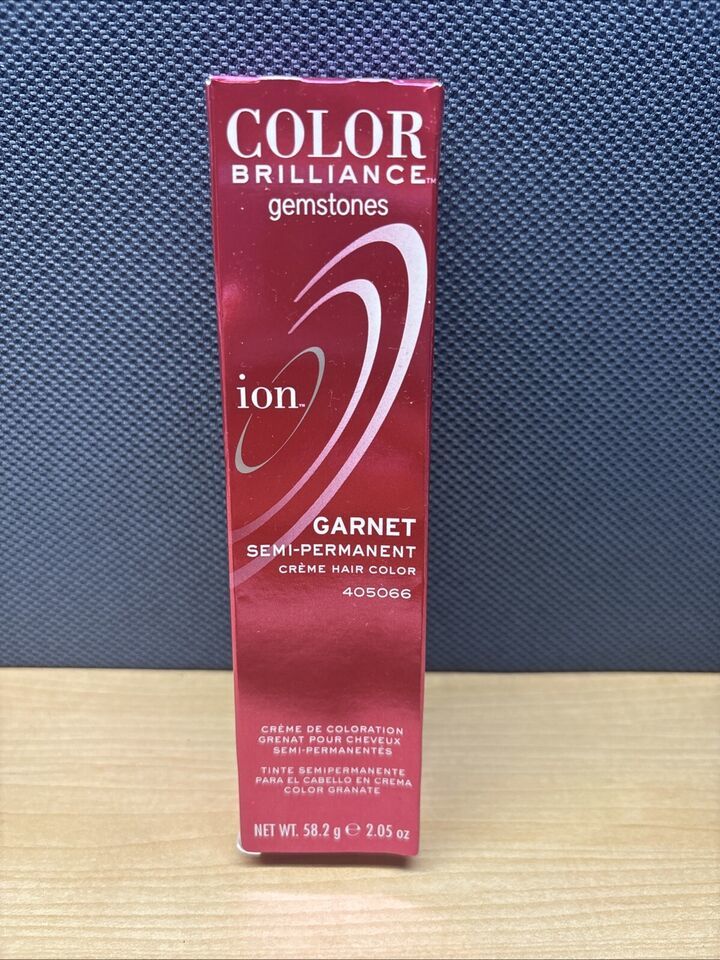 COLOR
BRILLIANCE™
gemstones
ion™
GARNET
SEMI-PERMANENT
CRÈME HAIR COLOR
405066
CRÈME DE COLORATION
GRENAT POUR CHEVEUX
SEMI-PERMANENTÉS
TINTE SEMIPERMANENTE
PARA EL CABELLO EN CREMA
COLOR GRANATE
NET WT. 58.2 g ℮ 2.05 oz